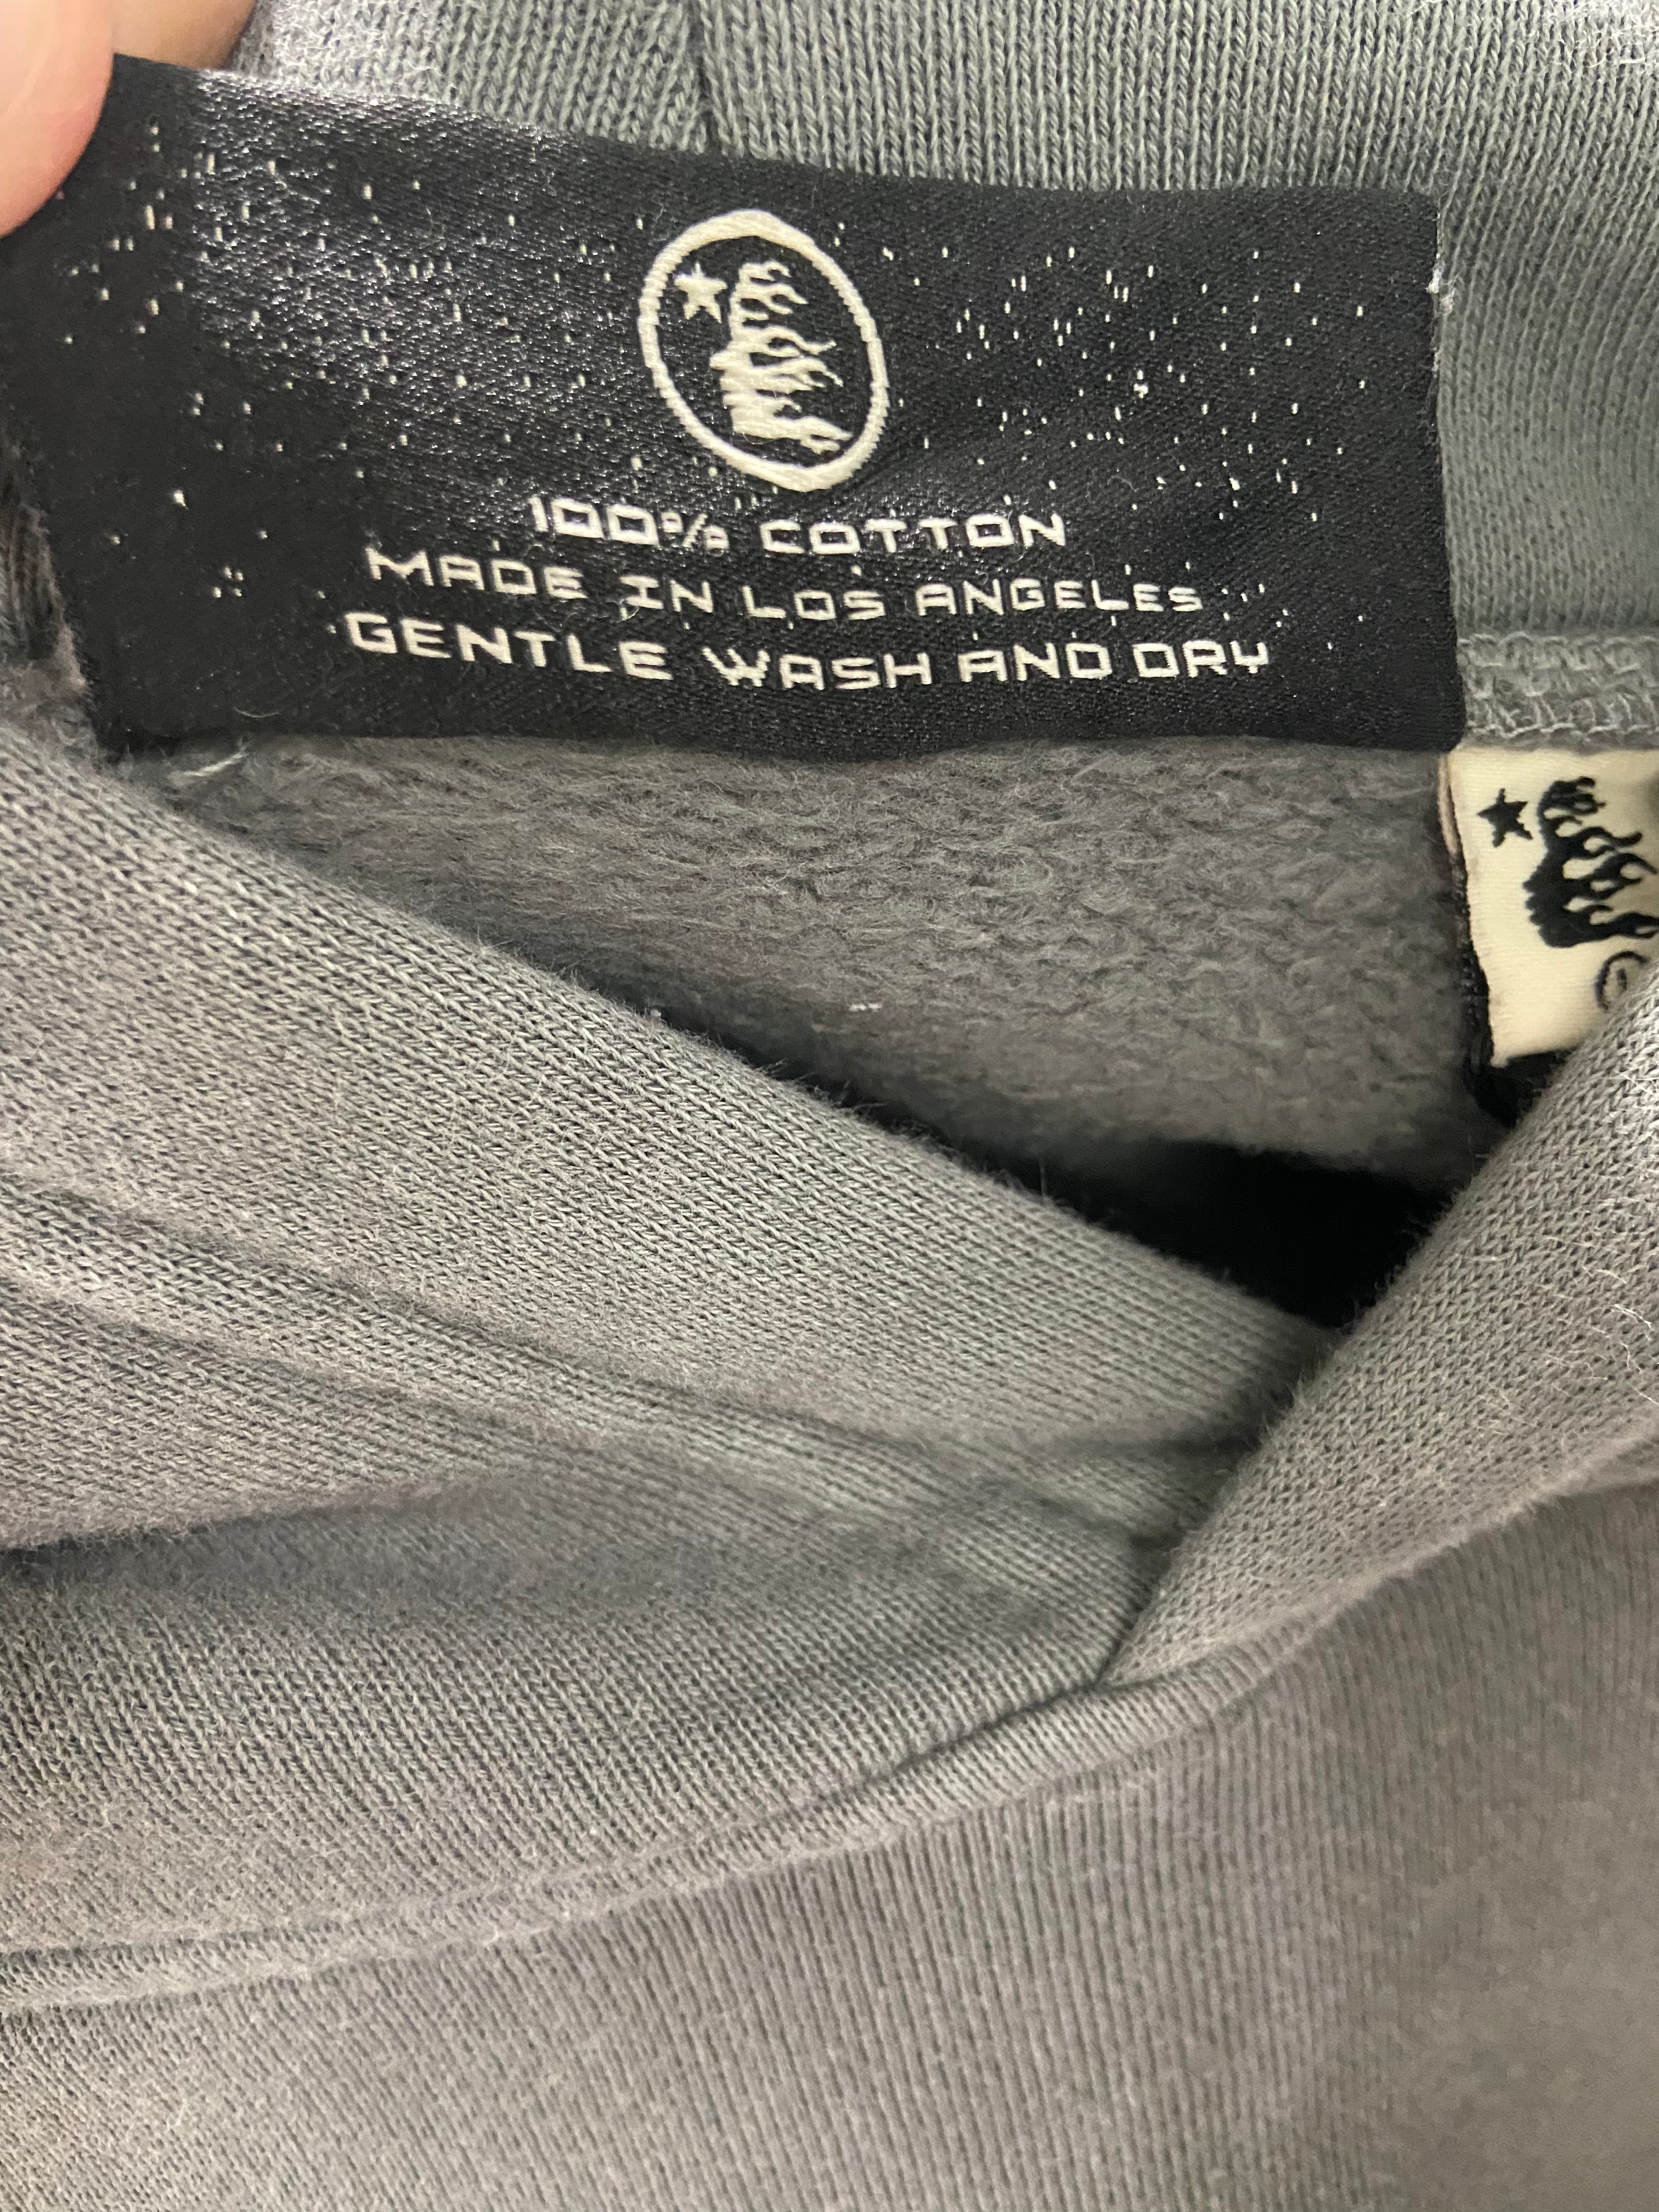 100% COTTON
MADE IN LOS ANGELES
GENTLE WASH AND DRY